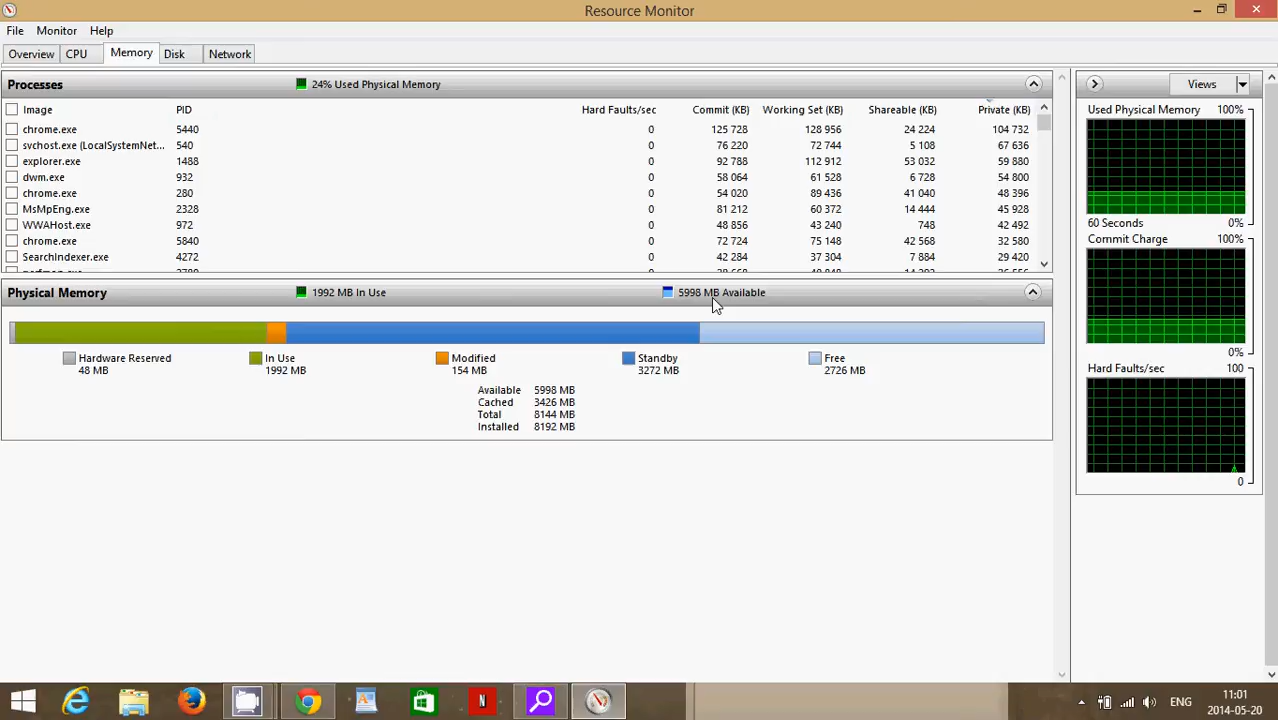 Resource Monitor
File Monitor Help
Overview CPU Memory Disk Network
Processes 24% Used Physical Memory
Image PID Hard Faults/sec Commit (KB) Working Set (KB) Shareable (KB) Private (KB)
chrome.exe 5440 0 125 728 128 956 24 224 104 732
svchost.exe (LocalSystemNet... 540 0 76 220 72 744 5 108 67 636
explorer.exe 1488 0 92 788 112 912 53 032 59 880
dwm.exe 932 0 58 064 61 528 6 728 54 800
chrome.exe 280 0 54 020 89 436 41 040 48 396
MsMpEng.exe 2328 0 81 212 60 372 14 444 45 928
WWAHost.exe 972 0 48 856 43 240 748 42 492
chrome.exe 5840 0 72 724 75 148 42 568 32 580
SearchIndexer.exe 4272 0 42 284 37 304 7 884 29 420
Physical Memory 1992 MB In Use 5998 MB Available
Hardware Reserved
48 MB
In Use
1992 MB
Modified
154 MB
Standby
3272 MB
Free
2726 MB
Available 5998 MB
Cached 3426 MB
Total 8144 MB
Installed 8192 MB
Views
Used Physical Memory 100%
60 Seconds 0%
Commit Charge 100%
0%
Hard Faults/sec 100
0
N
ENG
11:01
2014-05-20